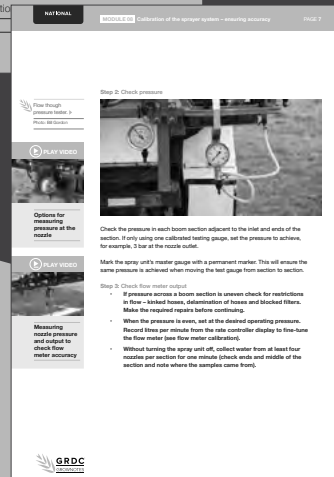 tio
NATIONAL
MODULE 08 Calibration of the sprayer system – ensuring accuracy
PAGE 7
Step 2: Check pressure
Flow though
pressure tester.
Photo: Bill Gordon
PLAY VIDEO
Options for
measuring
pressure at the
nozzle
PLAY VIDEO
Measuring
nozzle pressure
and output to
check flow
meter accuracy
Check the pressure in each boom section adjacent to the inlet and ends of the
section. If only using one calibrated testing gauge, set the pressure to achieve,
for example, 3 bar at the nozzle outlet.
Mark the spray unit's master gauge with a permanent marker. This will ensure the
same pressure is achieved when moving the test gauge from section to section.
Step 3: Check flow meter output
• If pressure across a boom section is uneven check for restrictions
in flow – kinked hoses, delamination of hoses and blocked filters.
Make the required repairs before continuing.
• When the pressure is even, set at the desired operating pressure.
Record litres per minute from the rate controller display to fine-tune
the flow meter (see flow meter calibration).
• Without turning the spray unit off, collect water from at least four
nozzles per section for one minute (check ends and middle of the
section and note where the samples came from).
GRDC
GROWNOTES